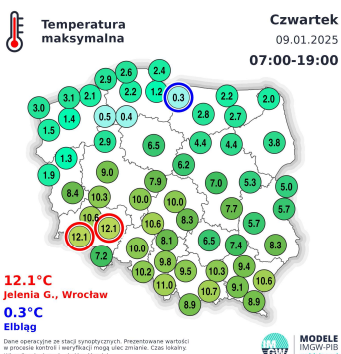 Temperatura
maksymalna
Czwartek
09.01.2025
07:00-19:00
2.9 2.6 2.4
3.0 3.1 2.1 2.2 1.2 0.3 2.2 2.0
1.5 1.4 0.5 0.4 2.8 2.7
1.3 2.9 6.5 4.4 4.4 3.8
1.9 9.0 6.2
8.4 10.3 7.9 7.0 5.3 5.0
10.6 10.0 10.0 7.7 5.7
12.1 12.1 10.6 8.3 5.7
7.2 10.0 8.1 6.5 7.4 8.3
10.2 9.8 9.5 10.3 9.4
11.0 10.7 9.1 10.6
8.9 8.9
12.1°C
Jelenia G., Wrocław
0.3°C
Elbląg
Dane operacyjne ze stacji synoptycznych. Prezentowane wartości
w procesie kontroli i weryfikacji mogą ulec zmianie. Czas lokalny.
IM
GW
MODELE
IMGW-PIB